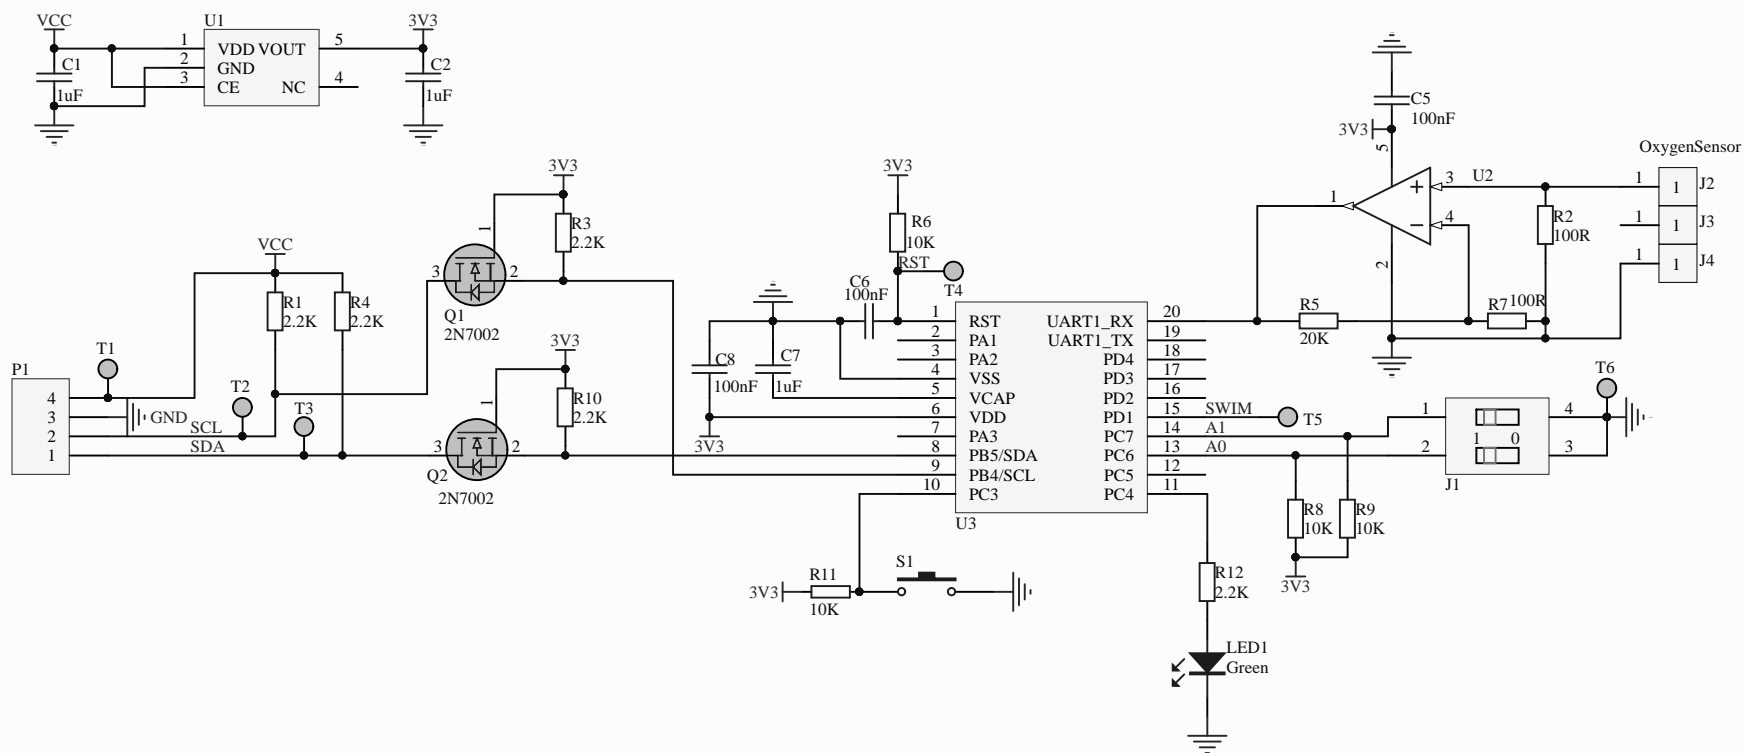 VCC
U1
1 VDD VOUT 5
2 GND
3 CE NC 4
C1
1uF
3V3
C2
1uF
3V3
C5
100nF
5
OxygenSensor
3 U2
1 1 J2
1 1 J3
1 1 J4
1
4
2
R2
100R
R5
20K
R7
100R
3V3
R3
2.2K
1
3 2
Q1
2N7002
VCC
R1
2.2K
R4
2.2K
3V3
R10
2.2K
1
3 2
Q2
2N7002
P1
4
3
2
1
T1
T2
T3
GND
SCL
SDA
3V3
R6
10K
RST
T4
C6
100nF
C8
100nF
C7
1uF
3V3
1 RST UART1_RX 20
2 PA1 UART1_TX 19
3 PA2 PD4 18
4 VSS PD3 17
5 VCAP PD2 16
6 VDD PD1 15 SWIM T5
7 PA3 PC7 14 A1
8 PB5/SDA PC6 13 A0
9 PB4/SCL PC5 12
10 PC3 PC4 11
U3
T6
1 4
1 0
2 3
J1
R8
10K
R9
10K
3V3
3V3
R11
10K
S1
R12
2.2K
LED1
Green